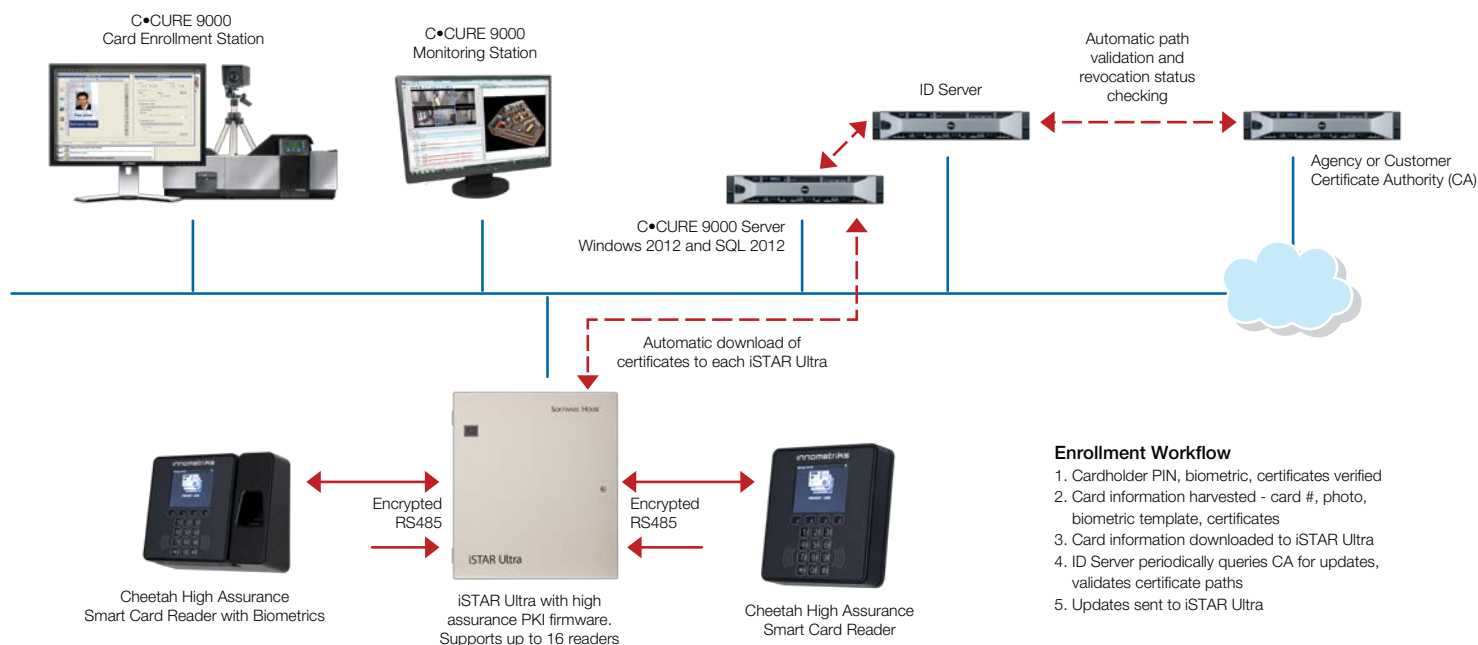 C•CURE 9000
Card Enrollment Station
C•CURE 9000
Monitoring Station
ID Server
Automatic path
validation and
revocation status
checking
Agency or Customer
Certificate Authority (CA)
C•CURE 9000 Server
Windows 2012 and SQL 2012
Automatic download of
certificates to each iSTAR Ultra
SOFTWARE HOUSE
iSTAR Ultra
innometriks
innometriks
Encrypted
RS485
Encrypted
RS485
Cheetah High Assurance
Smart Card Reader with Biometrics
iSTAR Ultra with high
assurance PKI firmware.
Supports up to 16 readers
Cheetah High Assurance
Smart Card Reader
Enrollment Workflow
1. Cardholder PIN, biometric, certificates verified
2. Card information harvested - card #, photo,
biometric template, certificates
3. Card information downloaded to iSTAR Ultra
4. ID Server periodically queries CA for updates,
validates certificate paths
5. Updates sent to iSTAR Ultra